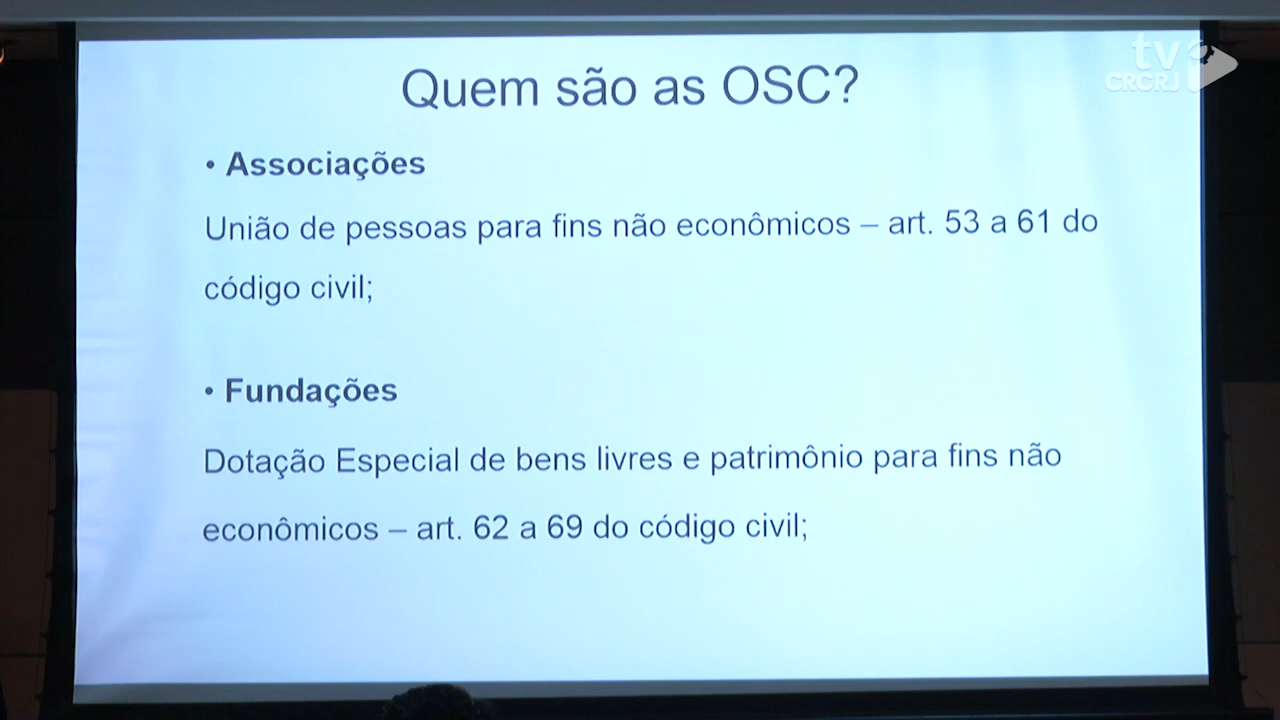 tv
CRCRJ
Quem são as OSC?
• Associações
União de pessoas para fins não econômicos – art. 53 a 61 do
código civil;
• Fundações
Dotação Especial de bens livres e patrimônio para fins não
econômicos – art. 62 a 69 do código civil;